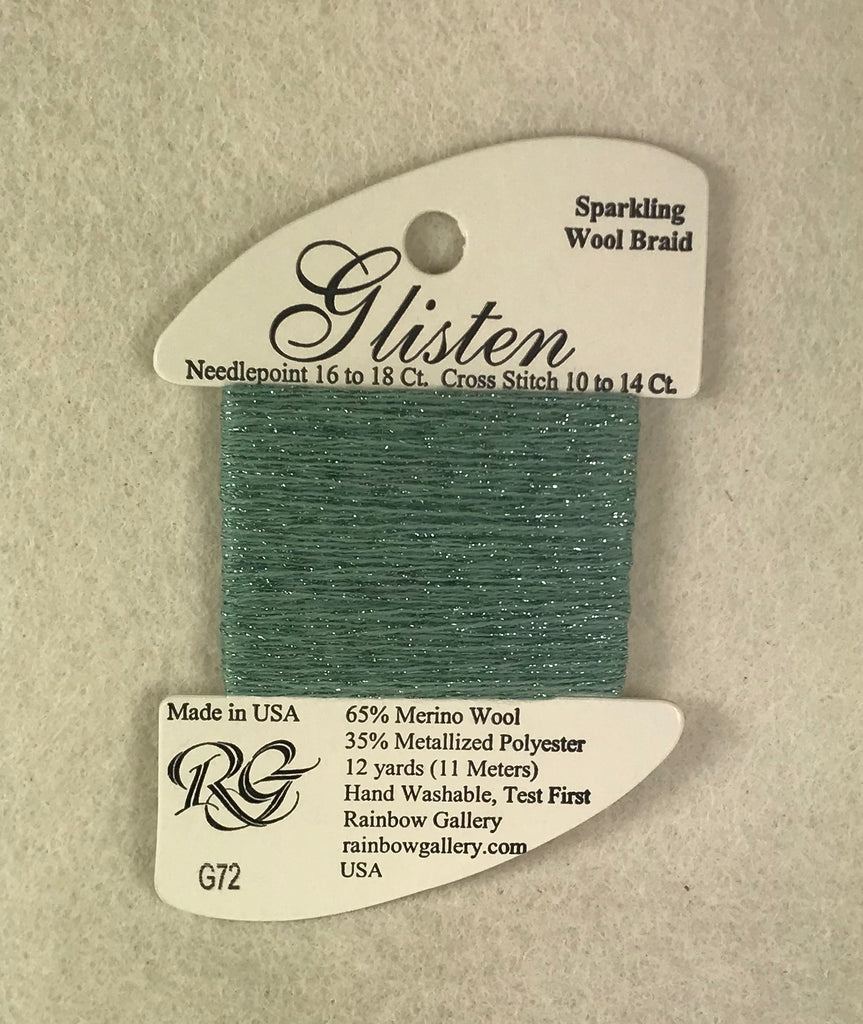 Sparkling
Wool Braid
Glisten
Needlepoint 16 to 18 Ct. Cross Stitch 10 to 14 Ct.
Made in USA
RG
G72
65% Merino Wool
35% Metallized Polyester
12 yards (11 Meters)
Hand Washable, Test First
Rainbow Gallery
rainbowgallery.com
USA